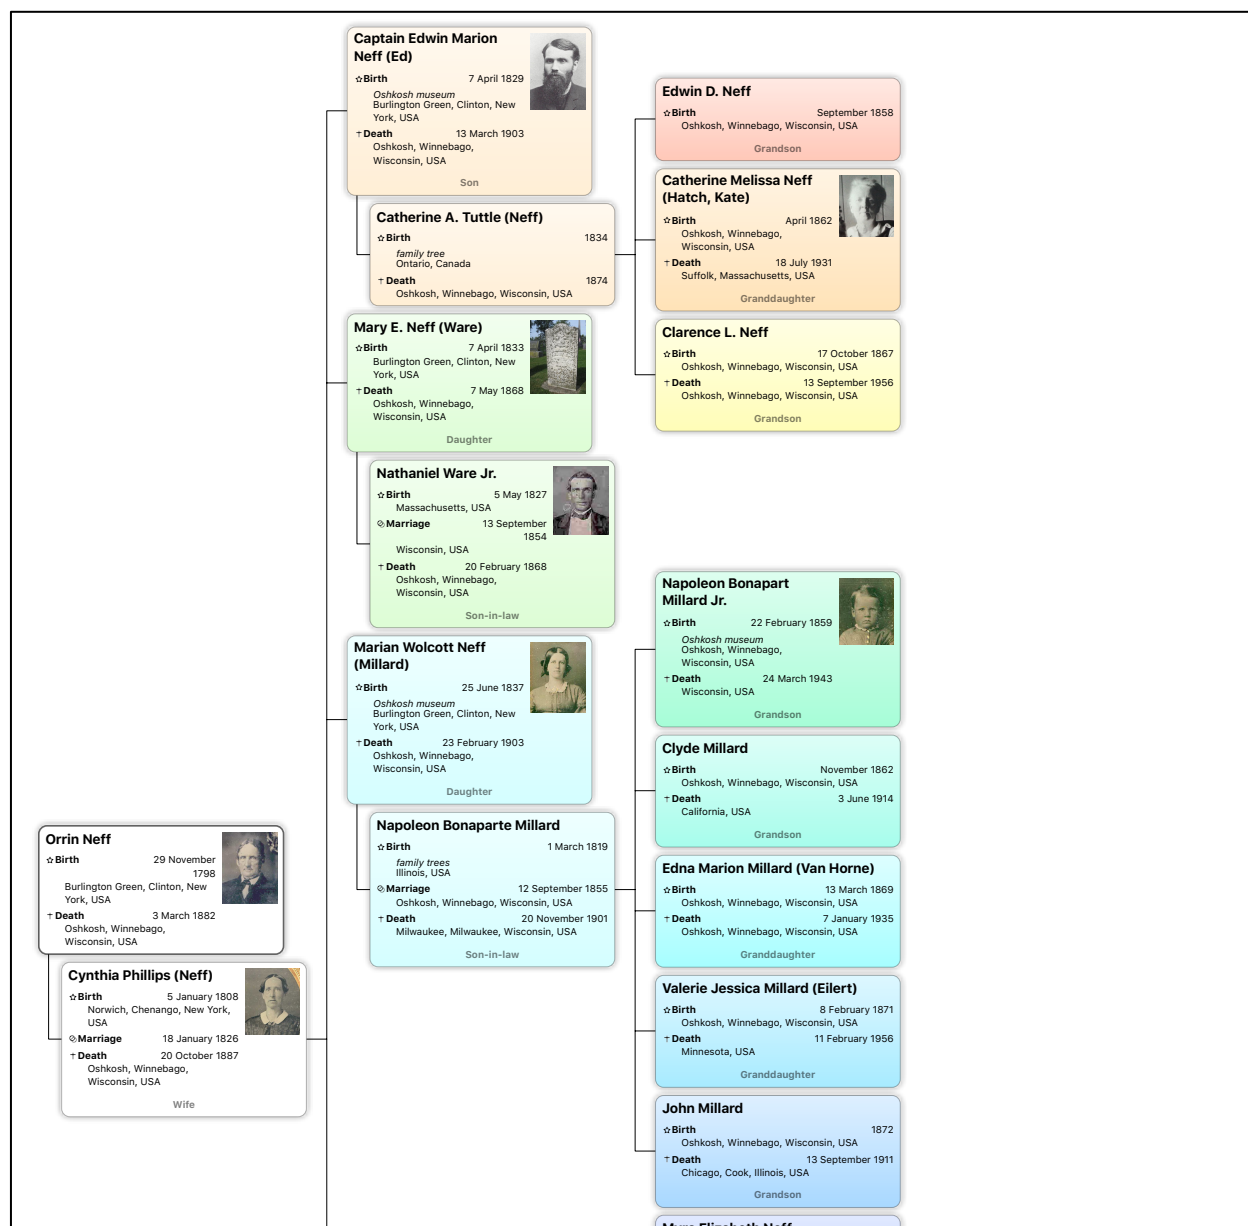 Captain Edwin Marion
Neff (Ed)
☆Birth 7 April 1829
Oshkosh museum
Burlington Green, Clinton, New
York, USA
†Death 13 March 1903
Oshkosh, Winnebago,
Wisconsin, USA
Son
Catherine A. Tuttle (Neff)
☆Birth 1834
family tree
Ontario, Canada
†Death 1874
Oshkosh, Winnebago, Wisconsin, USA
Edwin D. Neff
☆Birth September 1858
Oshkosh, Winnebago, Wisconsin, USA
Grandson
Catherine Melissa Neff
(Hatch, Kate)
☆Birth April 1862
Oshkosh, Winnebago,
Wisconsin, USA
†Death 18 July 1931
Suffolk, Massachusetts, USA
Granddaughter
Clarence L. Neff
☆Birth 17 October 1867
Oshkosh, Winnebago, Wisconsin, USA
†Death 13 September 1956
Oshkosh, Winnebago, Wisconsin, USA
Grandson
Mary E. Neff (Ware)
☆Birth 7 April 1833
Burlington Green, Clinton, New
York, USA
†Death 7 May 1868
Oshkosh, Winnebago,
Wisconsin, USA
Daughter
Nathaniel Ware Jr.
☆Birth 5 May 1827
Massachusetts, USA
Marriage 13 September
1854
Wisconsin, USA
†Death 20 February 1868
Oshkosh, Winnebago,
Wisconsin, USA
Son-in-law
Marian Wolcott Neff
(Millard)
☆Birth 25 June 1837
Oshkosh museum
Burlington Green, Clinton, New
York, USA
†Death 23 February 1903
Oshkosh, Winnebago,
Wisconsin, USA
Daughter
Napoleon Bonaparte Millard
☆Birth 1 March 1819
family trees
Illinois, USA
Marriage 12 September 1855
Oshkosh, Winnebago, Wisconsin, USA
†Death 20 November 1901
Milwaukee, Milwaukee, Wisconsin, USA
Son-in-law
Napoleon Bonapart
Millard Jr.
☆Birth 22 February 1859
Oshkosh museum
Oshkosh, Winnebago,
Wisconsin, USA
†Death 24 March 1943
Wisconsin, USA
Grandson
Clyde Millard
☆Birth November 1862
Oshkosh, Winnebago, Wisconsin, USA
†Death 3 June 1914
California, USA
Grandson
Edna Marion Millard (Van Horne)
☆Birth 13 March 1869
Oshkosh, Winnebago, Wisconsin, USA
†Death 7 January 1935
Oshkosh, Winnebago, Wisconsin, USA
Granddaughter
Valerie Jessica Millard (Eilert)
☆Birth 8 February 1871
Oshkosh, Winnebago, Wisconsin, USA
†Death 11 February 1956
Minnesota, USA
Granddaughter
John Millard
☆Birth 1872
Oshkosh, Winnebago, Wisconsin, USA
†Death 13 September 1911
Chicago, Cook, Illinois, USA
Grandson
Orrin Neff
☆Birth 29 November
1798
Burlington Green, Clinton, New
York, USA
†Death 3 March 1882
Oshkosh, Winnebago,
Wisconsin, USA
Cynthia Phillips (Neff)
☆Birth 5 January 1808
Norwich, Chenango, New York,
USA
Marriage 18 January 1826
†Death 20 October 1887
Oshkosh, Winnebago,
Wisconsin, USA
Wife